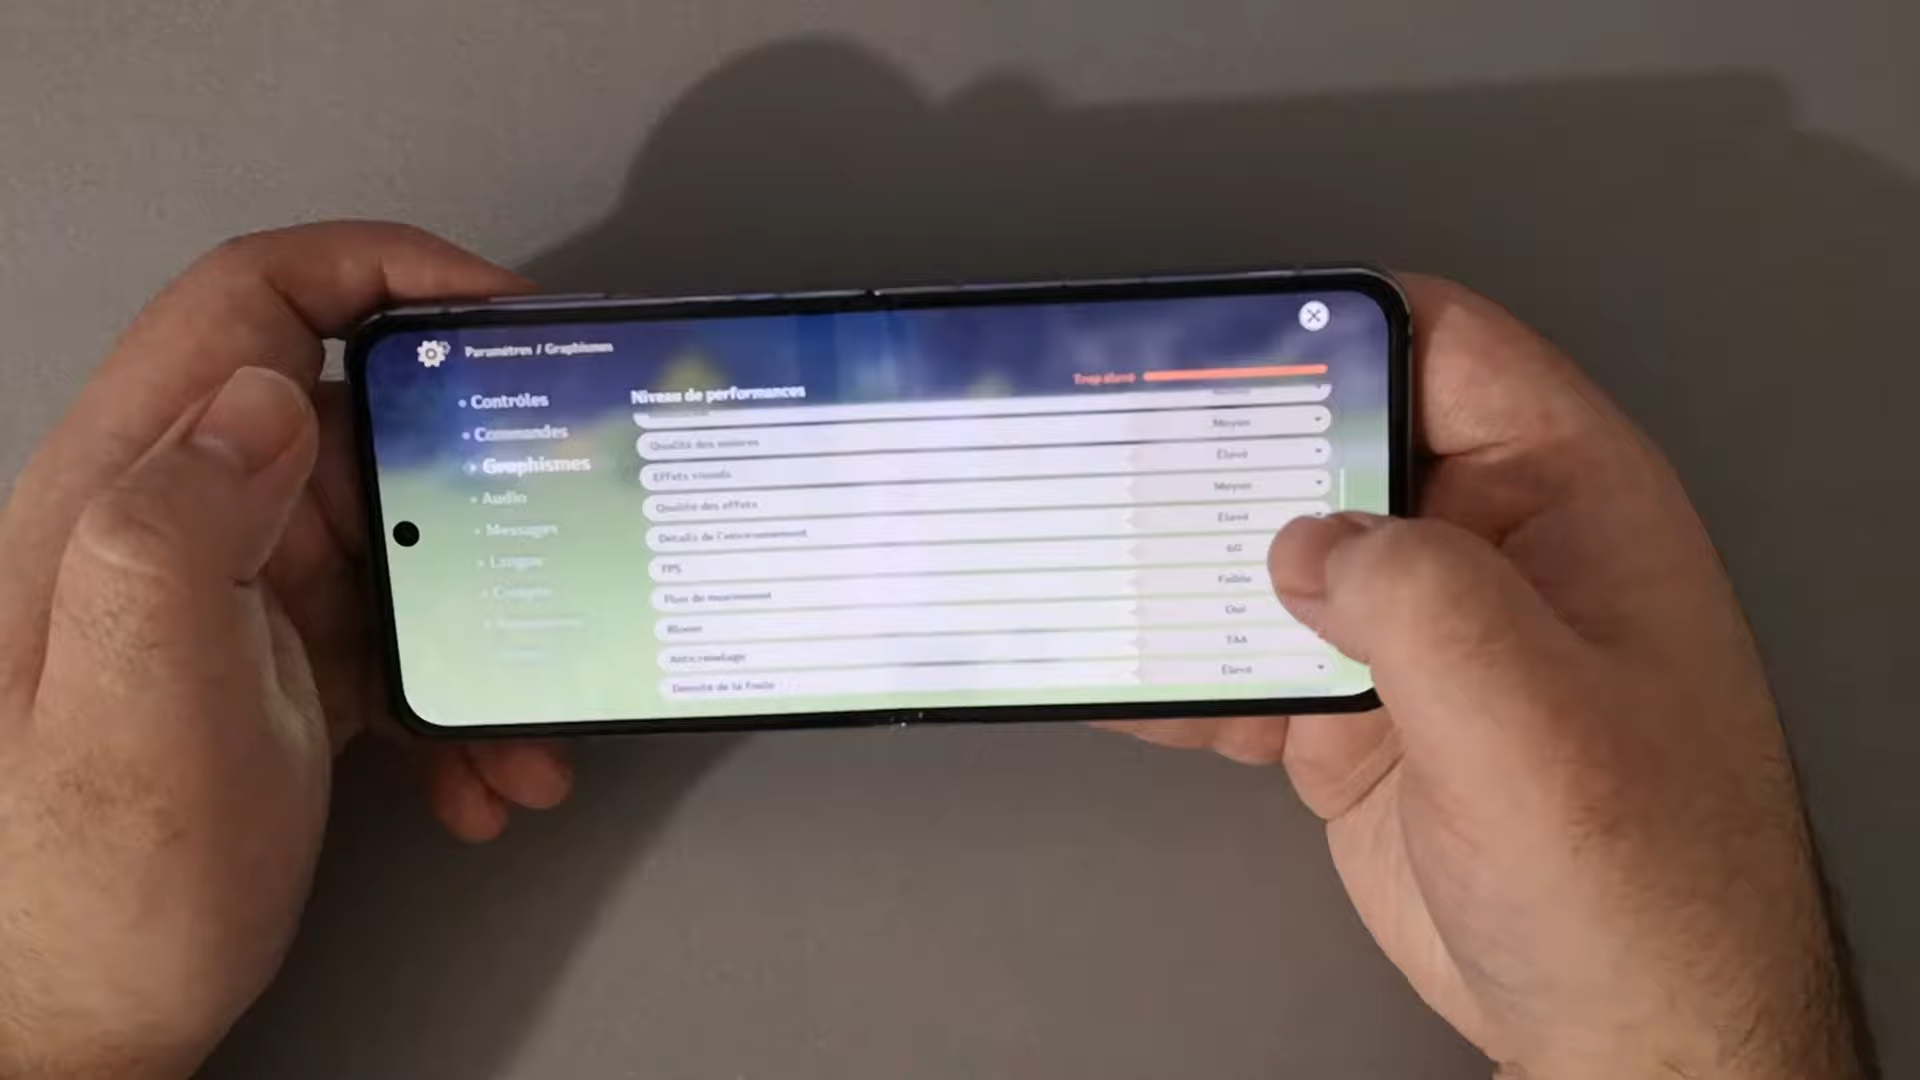 Paramètres / Graphismes
Contrôles
Commandes
Graphismes
Audio
Messages
Langue
Compte
Niveau de performances
Trop élevé
Qualité des ombres
Moyen
Effets visuels
Élevé
Qualité des effets
Moyen
Détails de l'environnement
Élevé
FPS
60
Flou de mouvement
Faible
Bloom
Oui
Anticrénelage
TAA
Densité de la foule
Élevé